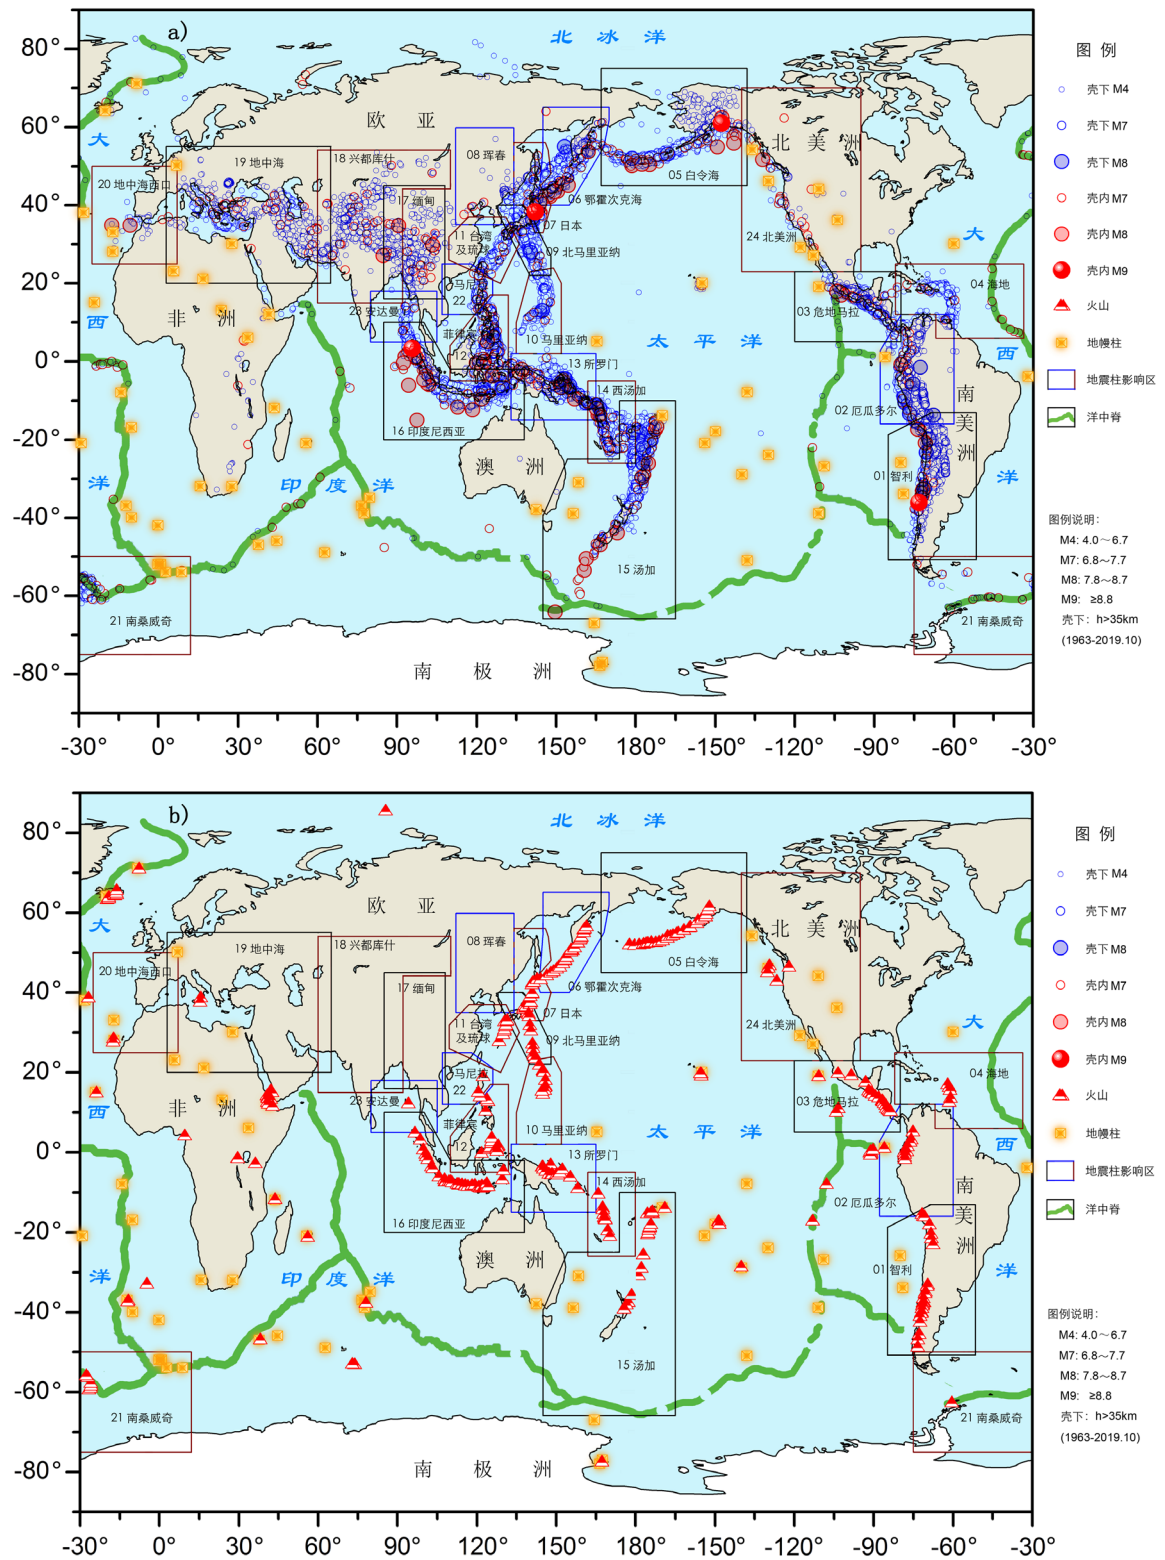 a)
北 冰 洋
80°
60°
40°
20°
0°
-20°
-40°
-60°
-80°
大
西
洋
欧 亚
北 美 洲
08 珲春
19 地中海
18 兴都库什
20 地中海西口
17 缅甸
05 白令海
06 鄂霍次克海
07 日本
11 台湾
及琉球
09 北马里亚纳
24 北美洲
大
04 海地
马尼
22
23 安达曼
非 洲
菲律宾
12
10 马里亚纳
太 平 洋
03 危地马拉
西
13 所罗门
14 西汤加
02 厄瓜多尔
南
美
洲
16 印度尼西亚
澳 洲
印 度 洋
01 智利
洋
15 汤加
21 南桑威奇
21 南桑威奇
南 极 洲
-30° 0° 30° 60° 90° 120° 150° 180° -150° -120° -90° -60° -30°
图 例
壳下 M4
壳下 M7
壳下 M8
壳内 M7
壳内 M8
壳内 M9
火山
地幔柱
地震柱影响区
洋中脊
图例说明:
M4: 4.0～6.7
M7: 6.8～7.7
M8: 7.8～8.7
M9: ≥8.8
壳下: h>35km
(1963-2019.10)
b)
北 冰 洋
80°
60°
40°
20°
0°
-20°
-40°
-60°
-80°
大
西
洋
欧 亚
北 美 洲
08 珲春
19 地中海
18 兴都库什
20 地中海西口
17 缅甸
05 白令海
06 鄂霍次克海
07 日本
11 台湾
及琉球
09 北马里亚纳
24 北美洲
大
04 海地
马尼拉
22
23 安达曼
非 洲
菲律宾
12
10 马里亚纳
太 平 洋
03 危地马拉
西
13 所罗门
14 西汤加
02 厄瓜多尔
南
美
洲
16 印度尼西亚
澳 洲
印 度 洋
01 智利
洋
15 汤加
21 南桑威奇
21 南桑威奇
南 极 洲
-30° 0° 30° 60° 90° 120° 150° 180° -150° -120° -90° -60° -30°
图 例
壳下 M4
壳下 M7
壳下 M8
壳内 M7
壳内 M8
壳内 M9
火山
地幔柱
地震柱影响区
洋中脊
图例说明:
M4: 4.0～6.7
M7: 6.8～7.7
M8: 7.8～8.7
M9: ≥8.8
壳下: h>35km
(1963-2019.10)